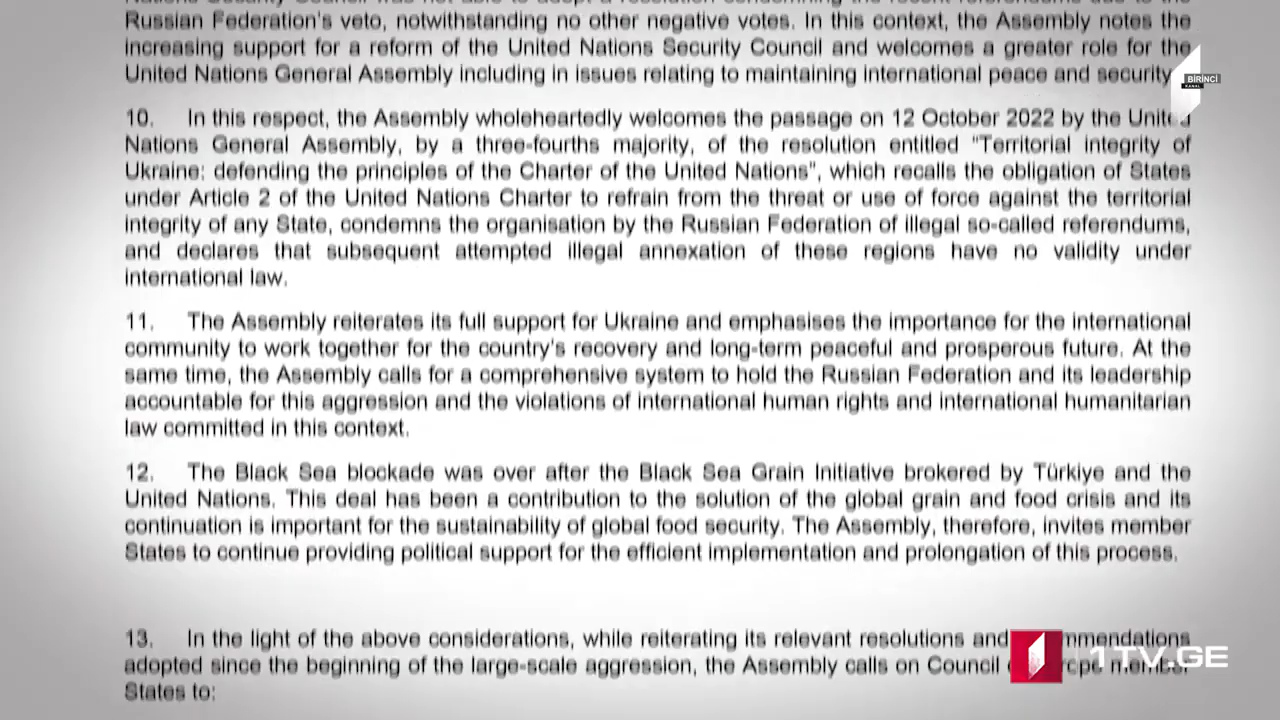 Russian Federation's veto, notwithstanding no other negative votes. In this context, the Assembly notes the
increasing support for a reform of the United Nations Security Council and welcomes a greater role for the
United Nations General Assembly including in issues relating to maintaining international peace and security.
BİRİNCİ
KANAL
10. In this respect, the Assembly wholeheartedly welcomes the passage on 12 October 2022 by the United
Nations General Assembly, by a three-fourths majority, of the resolution entitled "Territorial integrity of
Ukraine: defending the principles of the Charter of the United Nations", which recalls the obligation of States
under Article 2 of the United Nations Charter to refrain from the threat or use of force against the territorial
integrity of any State, condemns the organisation by the Russian Federation of illegal so-called referendums,
and declares that subsequent attempted illegal annexation of these regions have no validity under
international law.
11. The Assembly reiterates its full support for Ukraine and emphasises the importance for the international
community to work together for the country's recovery and long-term peaceful and prosperous future. At the
same time, the Assembly calls for a comprehensive system to hold the Russian Federation and its leadership
accountable for this aggression and the violations of international human rights and international humanitarian
law committed in this context.
12. The Black Sea blockade was over after the Black Sea Grain Initiative brokered by Türkiye and the
United Nations. This deal has been a contribution to the solution of the global grain and food crisis and its
continuation is important for the sustainability of global food security. The Assembly, therefore, invites member
States to continue providing political support for the efficient implementation and prolongation of this process.
13. In the light of the above considerations, while reiterating its relevant resolutions and
adopted since the beginning of the large-scale aggression, the Assembly calls on Council member
States to:
1TV.GE